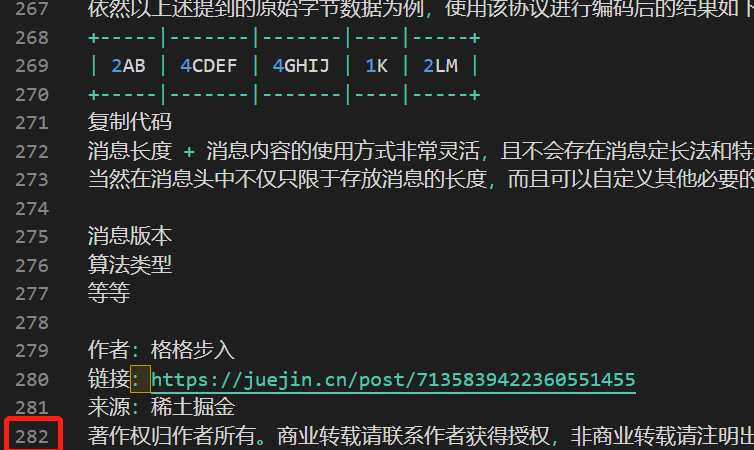 267 依然以上述提到的原始字节数据为例，使用该协议进行编码后的结果如下
268 +-----|-------|-------|----|-----+
269 | 2AB | 4CDEF | 4GHIJ | 1K | 2LM |
270 +-----|-------|-------|----|-----+
271 复制代码
272 消息长度 + 消息内容的使用方式非常灵活，且不会存在消息定长法和特
273 当然在消息头中不仅只限于存放消息的长度，而且可以自定义其他必要的
274
275 消息版本
276 算法类型
277 等等
278
279 作者：格格步入
280 链接：https://juejin.cn/post/7135839422360551455
281 来源：稀土掘金
282 著作权归作者所有。商业转载请联系作者获得授权，非商业转载请注明出